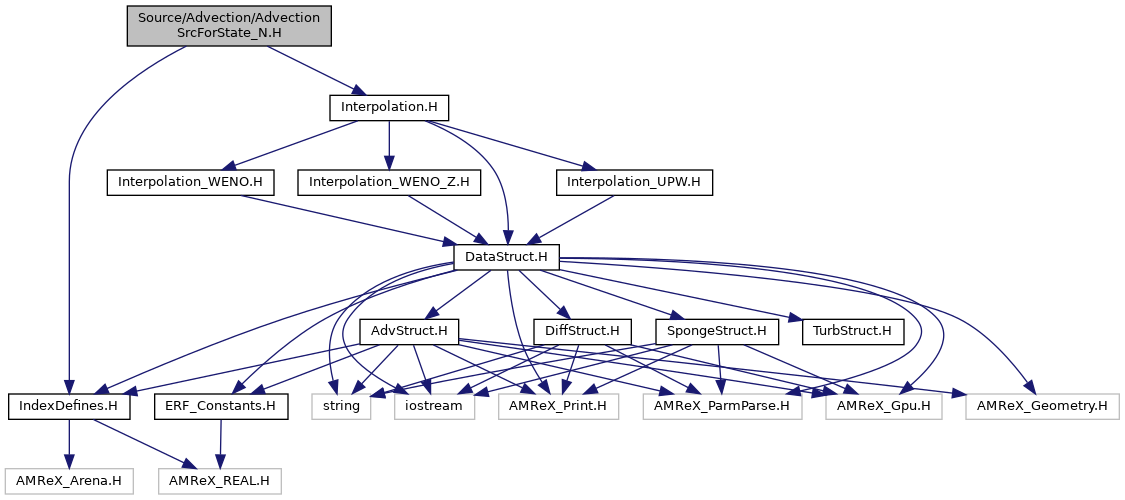 Source/Advection/Advection
SrcForState_N.H
Interpolation.H
Interpolation_WENO.H
Interpolation_WENO_Z.H
Interpolation_UPW.H
DataStruct.H
AdvStruct.H
DiffStruct.H
SpongeStruct.H
TurbStruct.H
IndexDefines.H
ERF_Constants.H
string
iostream
AMReX_Print.H
AMReX_ParmParse.H
AMReX_Gpu.H
AMReX_Geometry.H
AMReX_Arena.H
AMReX_REAL.H